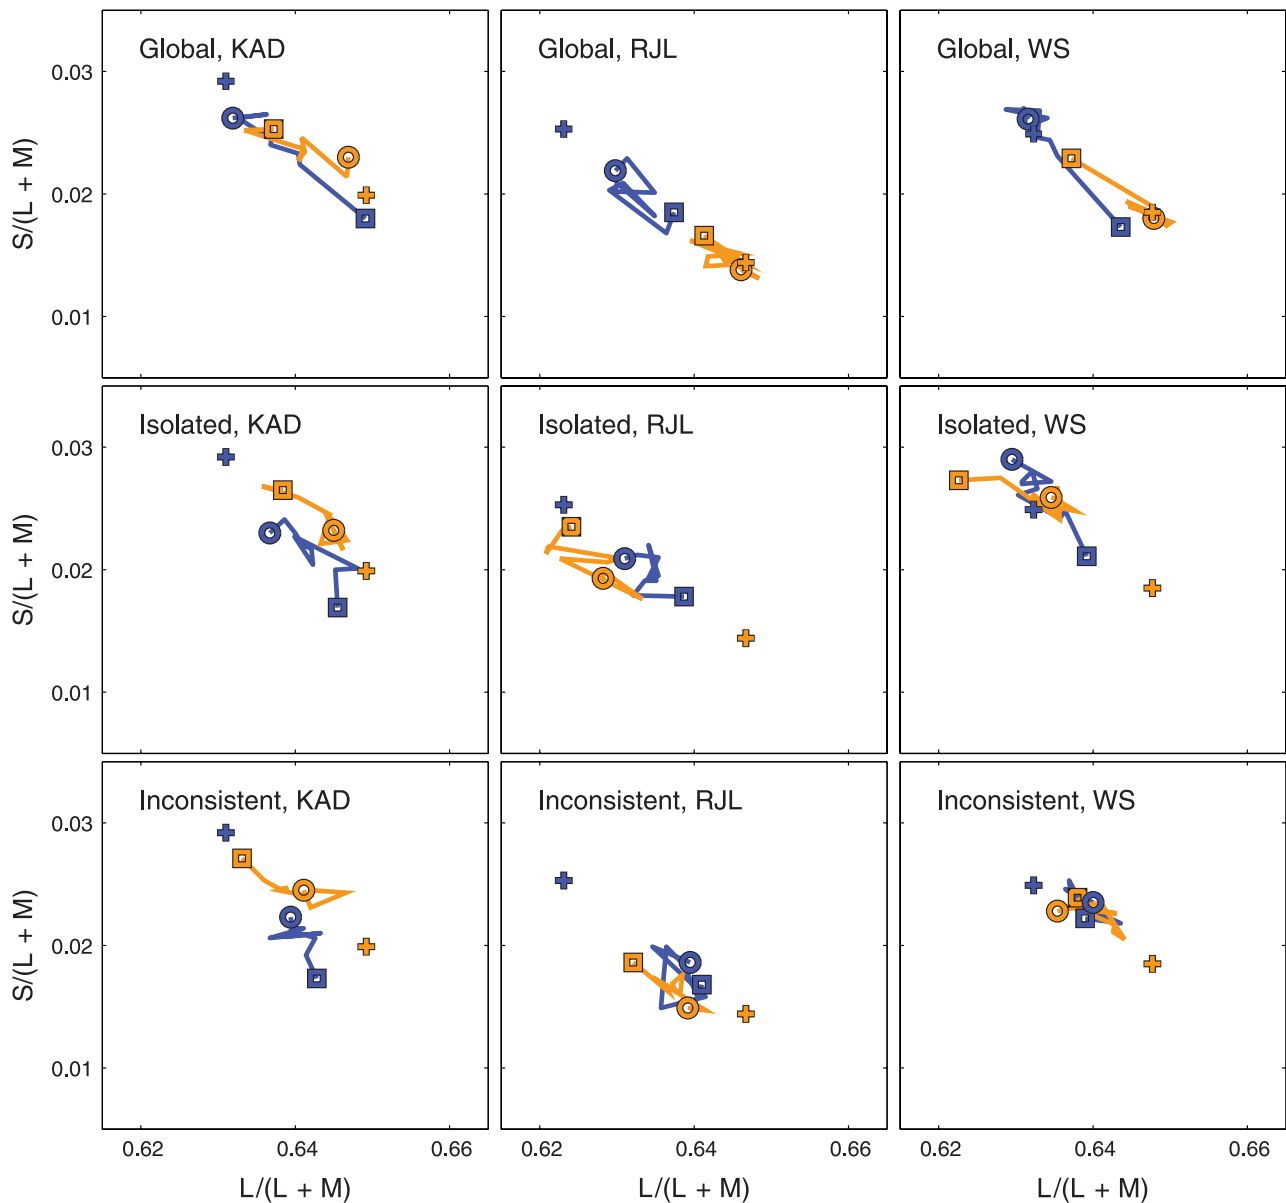 Global, KAD
Global, RJL
Global, WS
0.03
0.02
0.01
S/(L + M)
Isolated, KAD
Isolated, RJL
Isolated, WS
0.03
0.02
0.01
S/(L + M)
Inconsistent, KAD
Inconsistent, RJL
Inconsistent, WS
0.03
0.02
0.01
S/(L + M)
0.62 0.64 0.66
0.62 0.64 0.66
0.62 0.64 0.66
L/(L + M)
L/(L + M)
L/(L + M)